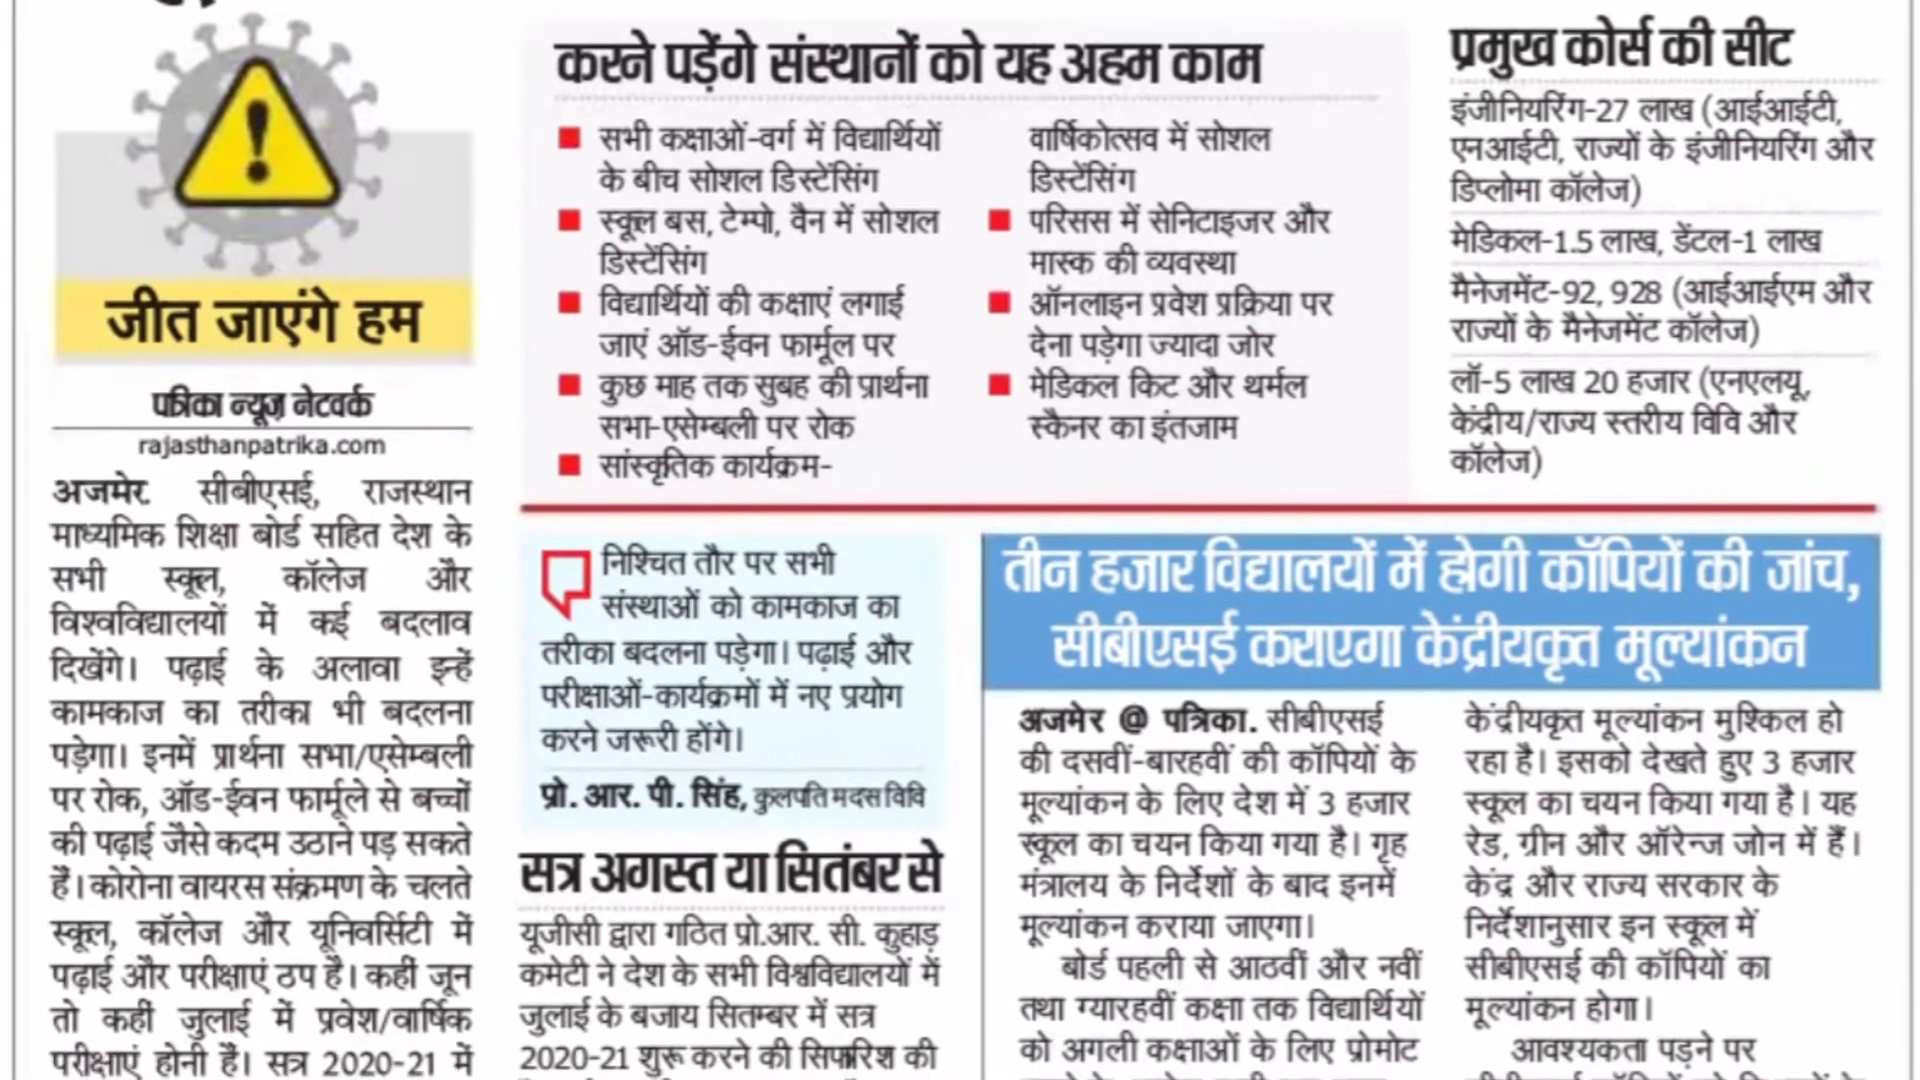 जीत जाएंगे हम
पत्रिका न्यूज़ नेटवर्क
rajasthanpatrika.com
अजमेर. सीबीएसई, राजस्थान
माध्यमिक शिक्षा बोर्ड सहित देश के
सभी स्कूल, कॉलेज और
विश्वविद्यालयों में कई बदलाव
दिखेंगे। पढ़ाई के अलावा इन्हें
कामकाज का तरीका भी बदलना
पड़ेगा। इनमें प्रार्थना सभा/एसेम्बली
पर रोक, ऑड-ईवन फार्मूले से बच्चों
की पढ़ाई जैसे कदम उठाने पड़ सकते
हैं। कोरोना वायरस संक्रमण के चलते
स्कूल, कॉलेज और यूनिवर्सिटी में
पढ़ाई और परीक्षाएं ठप है। कहीं जून
तो कहीं जुलाई में प्रवेश/वार्षिक
परीक्षाएं होनी हैं। सत्र 2020-21 में
करने पड़ेंगे संस्थानों को यह अहम काम
सभी कक्षाओं-वर्ग में विद्यार्थियों
के बीच सोशल डिस्टेंसिंग
स्कूल बस, टेम्पो, वैन में सोशल
डिस्टेंसिंग
विद्यार्थियों की कक्षाएं लगाई
जाएं ऑड-ईवन फार्मूल पर
कुछ माह तक सुबह की प्रार्थना
सभा-एसेम्बली पर रोक
सांस्कृतिक कार्यक्रम-
वार्षिकोत्सव में सोशल
डिस्टेंसिंग
परिसस में सेनिटाइजर और
मास्क की व्यवस्था
ऑनलाइन प्रवेश प्रक्रिया पर
देना पड़ेगा ज्यादा जोर
मेडिकल किट और थर्मल
स्कैनर का इंतजाम
प्रमुख कोर्स की सीट
इंजीनियरिंग-27 लाख (आईआईटी,
एनआईटी, राज्यों के इंजीनियरिंग और
डिप्लोमा कॉलेज)
मेडिकल-1.5 लाख, डेंटल-1 लाख
मैनेजमेंट-92, 928 (आईआईएम और
राज्यों के मैनेजमेंट कॉलेज)
लॉ-5 लाख 20 हजार (एनएलयू,
केंद्रीय/राज्य स्तरीय विवि और
कॉलेज)
निश्चित तौर पर सभी
संस्थाओं को कामकाज का
तरीका बदलना पड़ेगा। पढ़ाई और
परीक्षाओं-कार्यक्रमों में नए प्रयोग
करने जरूरी होंगे।
प्रो. आर. पी. सिंह, कुलपति मदस विवि
सत्र अगस्त या सितंबर से
यूजीसी द्वारा गठित प्रो.आर. सी. कुहाड़
कमेटी ने देश के सभी विश्वविद्यालयों में
जुलाई के बजाय सितम्बर में सत्र
2020-21 शुरू करने की सिफारिश की
तीन हजार विद्यालयों में होगी कॉपियों की जांच,
सीबीएसई कराएगा केंद्रीयकृत मूल्यांकन
अजमेर @ पत्रिका. सीबीएसई
की दसवीं-बारहवीं की कॉपियों के
मूल्यांकन के लिए देश में 3 हजार
स्कूल का चयन किया गया है। गृह
मंत्रालय के निर्देशों के बाद इनमें
मूल्यांकन कराया जाएगा।
बोर्ड पहली से आठवीं और नवीं
तथा ग्यारहवीं कक्षा तक विद्यार्थियों
को अगली कक्षाओं के लिए प्रोमोट
केंद्रीयकृत मूल्यांकन मुश्किल हो
रहा है। इसको देखते हुए 3 हजार
स्कूल का चयन किया गया है। यह
रेड, ग्रीन और ऑरेन्ज जोन में हैं।
केंद्र और राज्य सरकार के
निर्देशानुसार इन स्कूल में
सीबीएसई की कॉपियों का
मूल्यांकन होगा।
आवश्यकता पड़ने पर